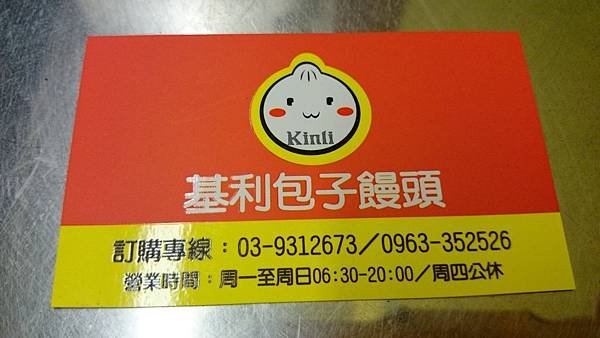 Kinli
基利包子饅頭
訂購專線：03-9312673／0963-352526
營業時間：周一至周日06:30-20:00／周四公休